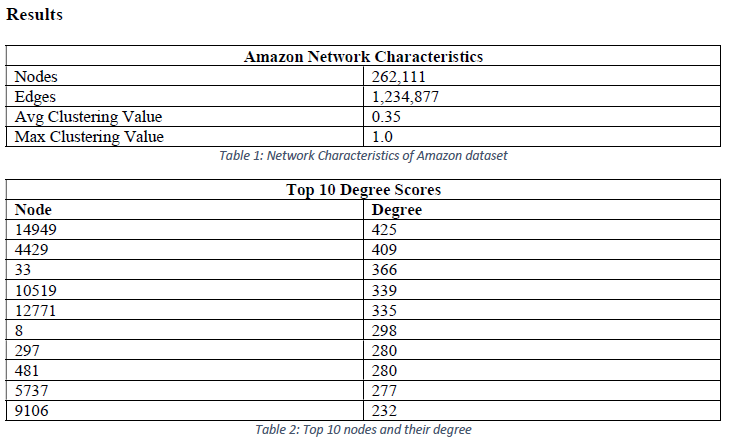 Results
Amazon Network Characteristics
Nodes 262,111
Edges 1,234,877
Avg Clustering Value 0.35
Max Clustering Value 1.0
Table 1: Network Characteristics of Amazon dataset
Top 10 Degree Scores
Node Degree
14949 425
4429 409
33 366
10519 339
12771 335
8 298
297 280
481 280
5737 277
9106 232
Table 2: Top 10 nodes and their degree